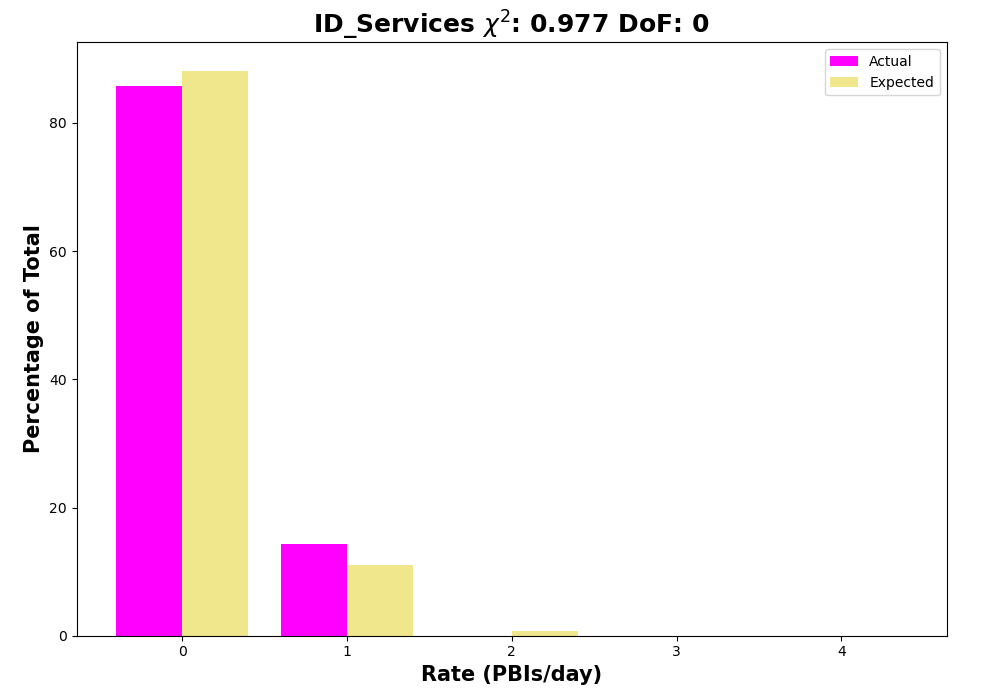 ID_Services χ²: 0.977 DoF: 0
Actual
Expected
Percentage of Total
80
60
40
20
0
0 1 2 3 4
Rate (PBIs/day)